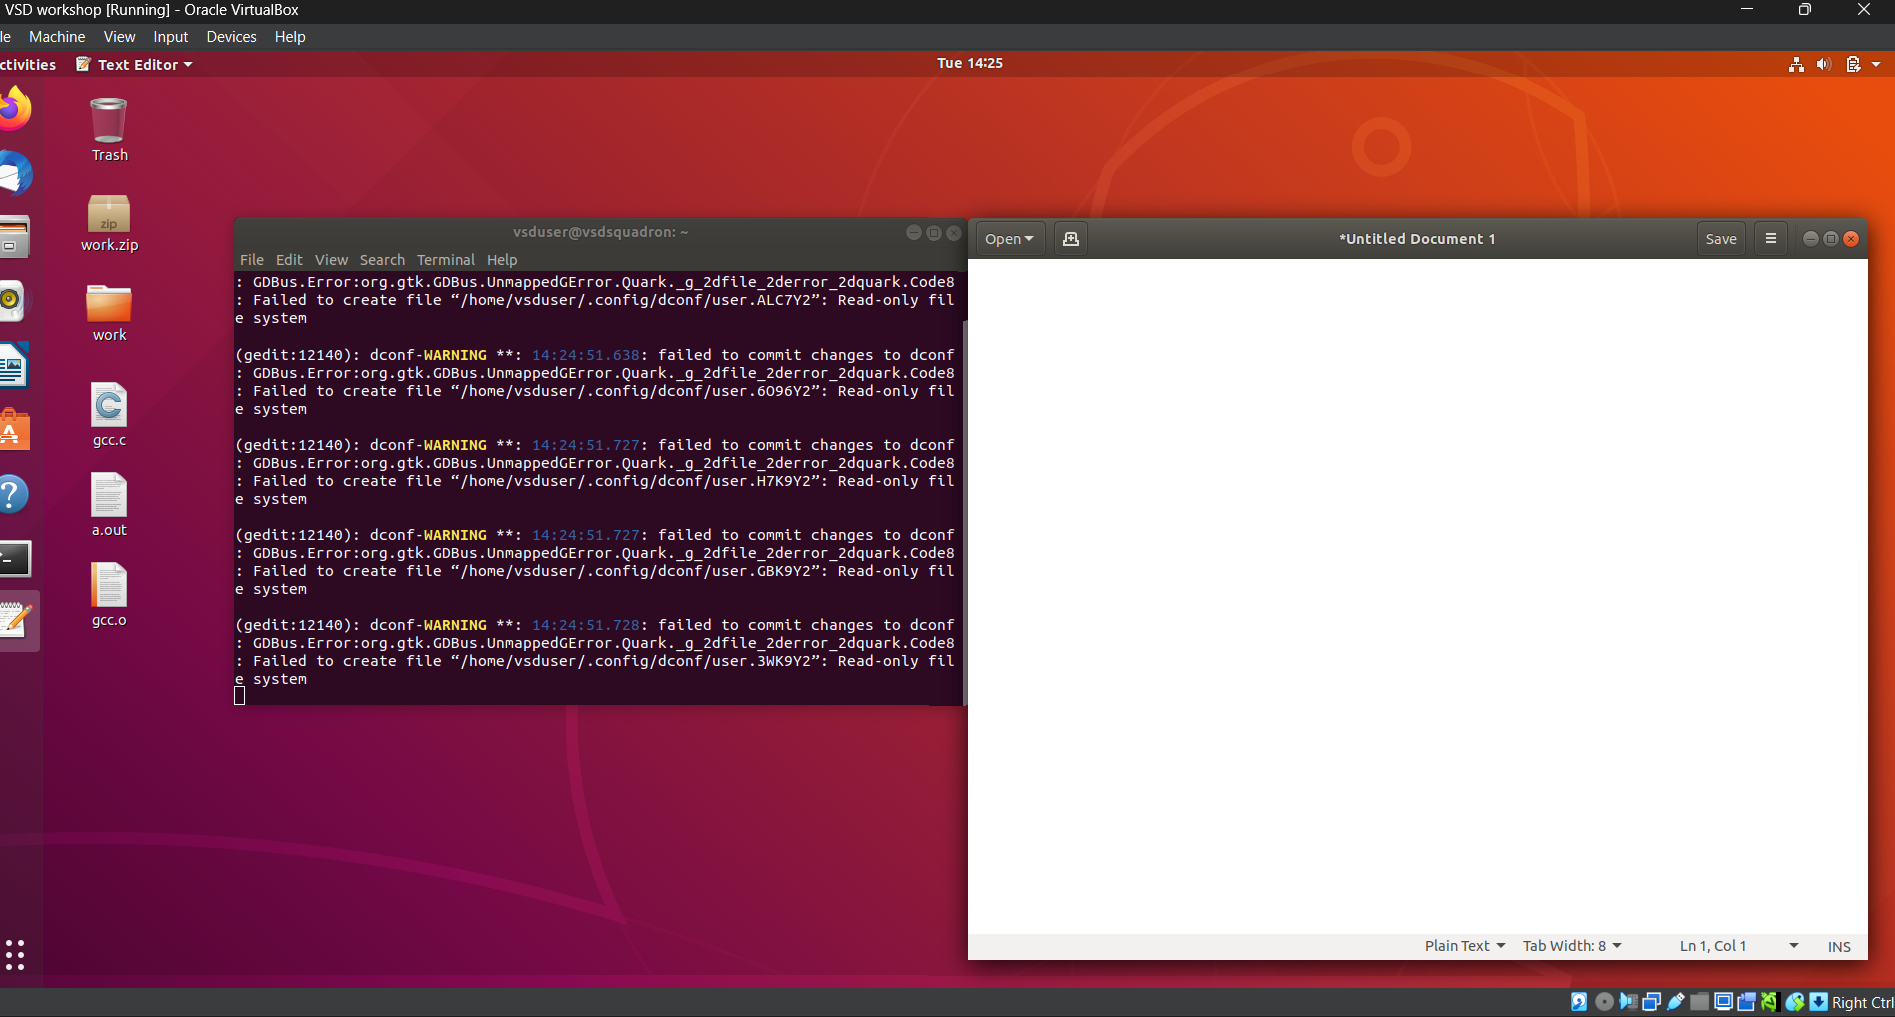 VSD workshop [Running] - Oracle VirtualBox
le Machine View Input Devices Help
ctivities Text Editor Tue 14:25
Trash
zip
work.zip
work
gcc.c
a.out
gcc.o
vsduser@vsdsquadron: ~
File Edit View Search Terminal Help
: GDBus.Error:org.gtk.GDBus.UnmappedGError.Quark._g_2dfile_2derror_2dquark.Code8
: Failed to create file “/home/vsduser/.config/dconf/user.ALC7Y2”: Read-only fil
e system
(gedit:12140): dconf-WARNING **: 14:24:51.638: failed to commit changes to dconf
: GDBus.Error:org.gtk.GDBus.UnmappedGError.Quark._g_2dfile_2derror_2dquark.Code8
: Failed to create file “/home/vsduser/.config/dconf/user.6O96Y2”: Read-only fil
e system
(gedit:12140): dconf-WARNING **: 14:24:51.727: failed to commit changes to dconf
: GDBus.Error:org.gtk.GDBus.UnmappedGError.Quark._g_2dfile_2derror_2dquark.Code8
: Failed to create file “/home/vsduser/.config/dconf/user.H7K9Y2”: Read-only fil
e system
(gedit:12140): dconf-WARNING **: 14:24:51.727: failed to commit changes to dconf
: GDBus.Error:org.gtk.GDBus.UnmappedGError.Quark._g_2dfile_2derror_2dquark.Code8
: Failed to create file “/home/vsduser/.config/dconf/user.GBK9Y2”: Read-only fil
e system
(gedit:12140): dconf-WARNING **: 14:24:51.728: failed to commit changes to dconf
: GDBus.Error:org.gtk.GDBus.UnmappedGError.Quark._g_2dfile_2derror_2dquark.Code8
: Failed to create file “/home/vsduser/.config/dconf/user.3WK9Y2”: Read-only fil
e system
Open *Untitled Document 1 Save
Plain Text Tab Width: 8 Ln 1, Col 1 INS
Right Ctrl